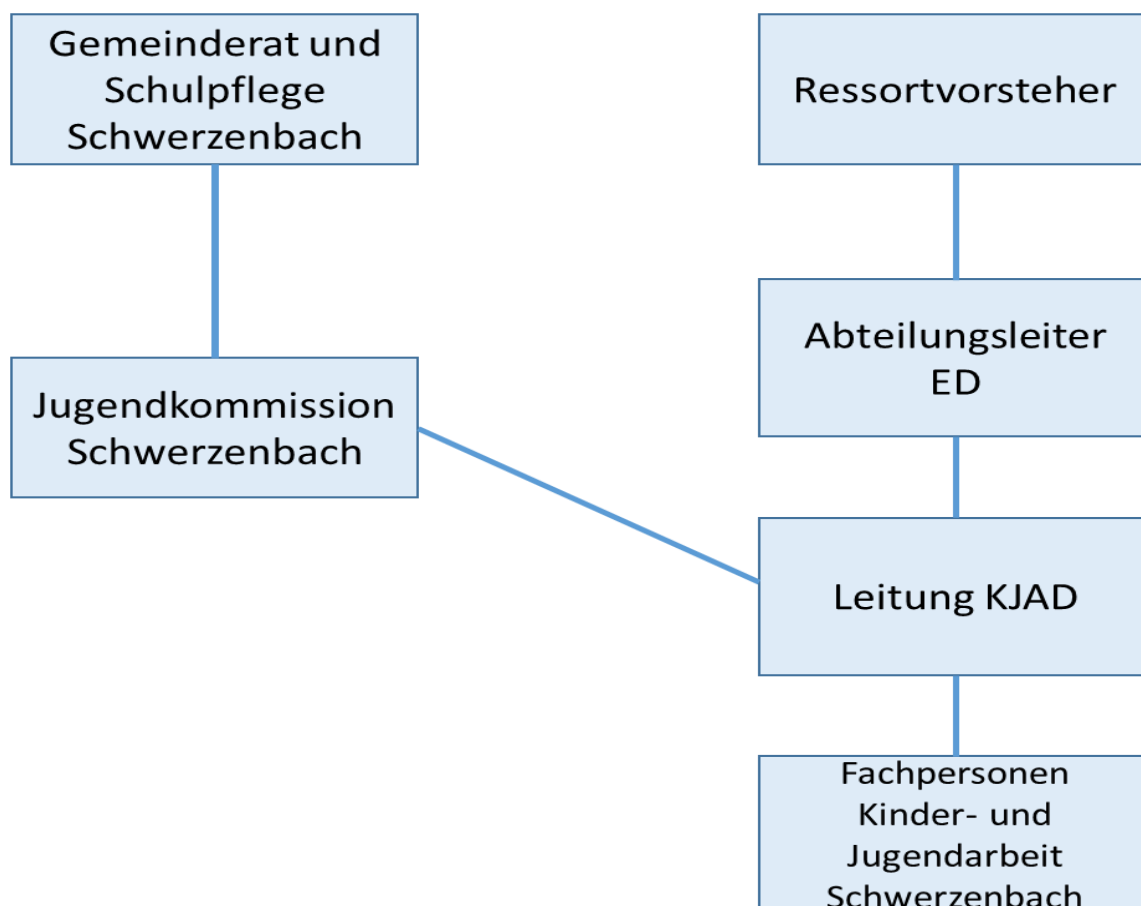 Gemeinderat und
Schulpflege
Schwerzenbach
Ressortvorsteher
Abteilungsleiter
ED
Jugendkommission
Schwerzenbach
Leitung KJAD
Fachpersonen
Kinder- und
Jugendarbeit
Schwerzenbach